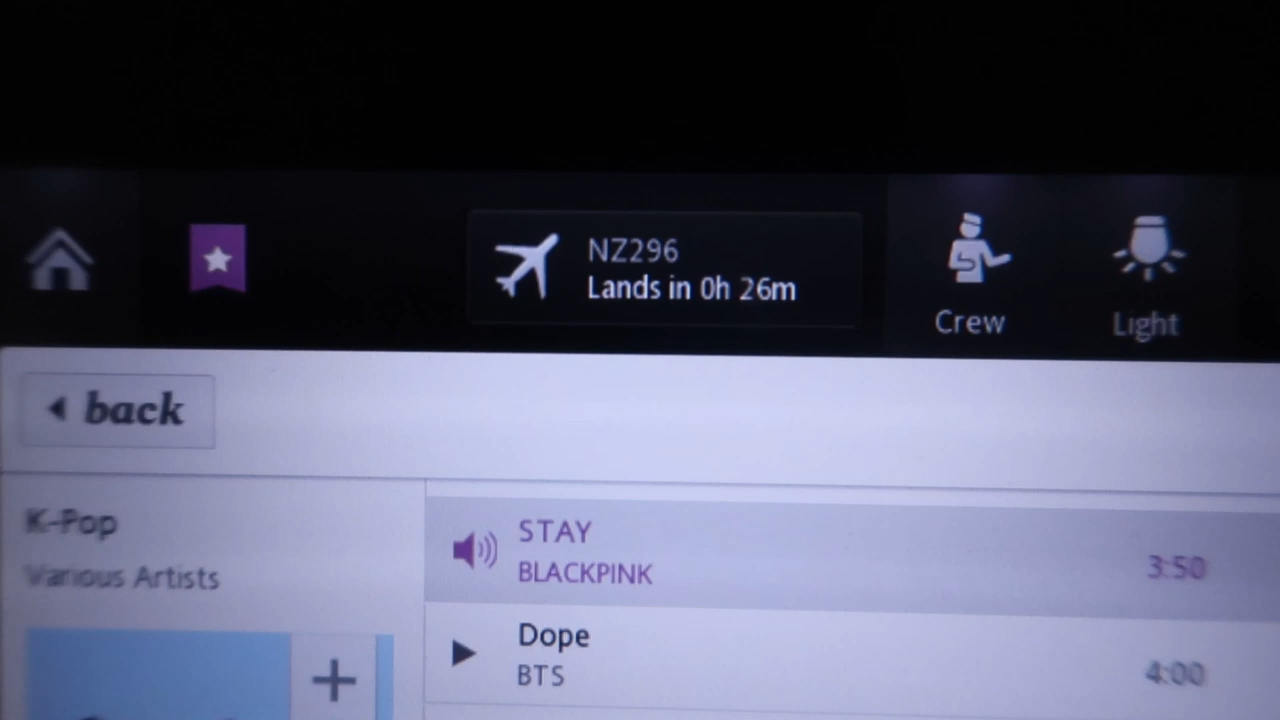 NZ296
Lands in 0h 26m
Crew
Light
back
K-Pop
Various Artists
STAY
BLACKPINK
3:50
Dope
BTS
4:00